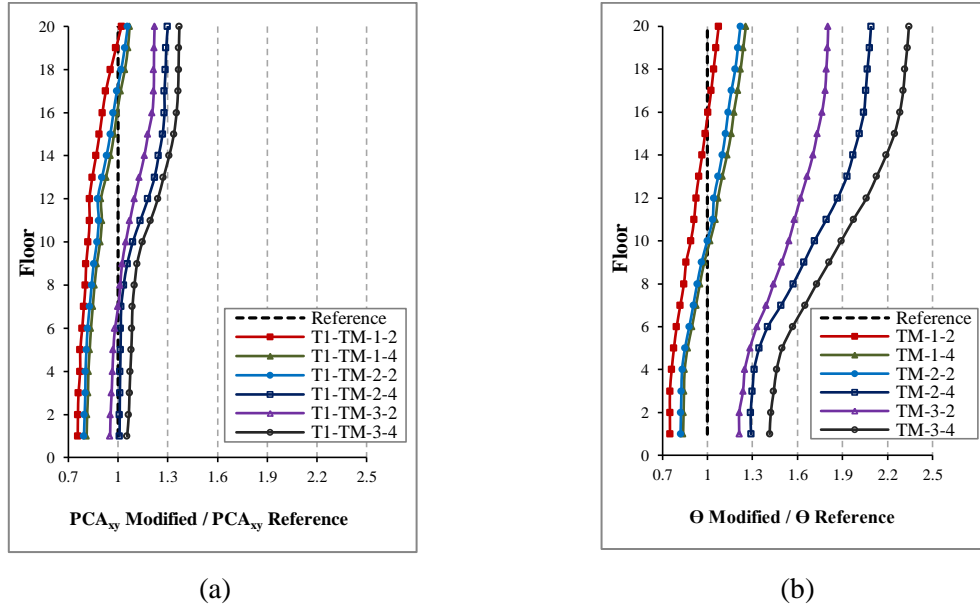 20
18
16
14
12
10
8
6
4
2
0
Floor
0.7 1 1.3 1.6 1.9 2.2 2.5
PCAxy Modified / PCAxy Reference
Reference
T1-TM-1-2
T1-TM-1-4
T1-TM-2-2
T1-TM-2-4
T1-TM-3-2
T1-TM-3-4
(a)
20
18
16
14
12
10
8
6
4
2
0
Floor
0.7 1 1.3 1.6 1.9 2.2 2.5
ϴ Modified / ϴ Reference
Reference
TM-1-2
TM-1-4
TM-2-2
TM-2-4
TM-3-2
TM-3-4
(b)